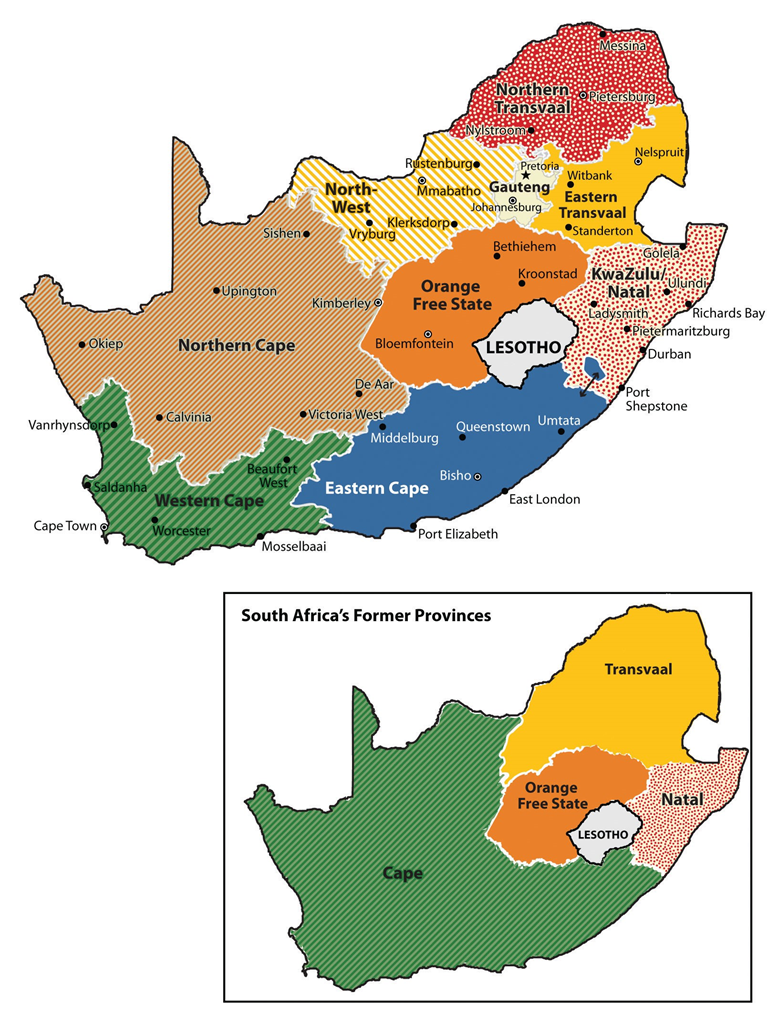 Messina
Northern
Transvaal
Pietersburg
Nylstroom
Nelspruit
Rustenburg
Pretoria
Witbank
Mmabatho
Gauteng
North-
West
Johannesburg
Eastern
Transvaal
Klerksdorp
Vryburg
Standerton
Sishen
Bethiehem
Golela
KwaZulu/
Natal
Kroonstad
Ulundi
Upington
Orange
Free State
Kimberley
Ladysmith
Richards Bay
Pietermaritzburg
Okiep
Northern Cape
Bloemfontein
LESOTHO
Durban
De Aar
Port
Shepstone
Calvinia
Victoria West
Vanrhynsdorp
Middelburg
Queenstown
Umtata
Beaufort
West
Bisho
Saldanha
Western Cape
Eastern Cape
East London
Cape Town
Worcester
Port Elizabeth
Mosselbaai
South Africa's Former Provinces
Transvaal
Orange
Free State
Natal
LESOTHO
Cape